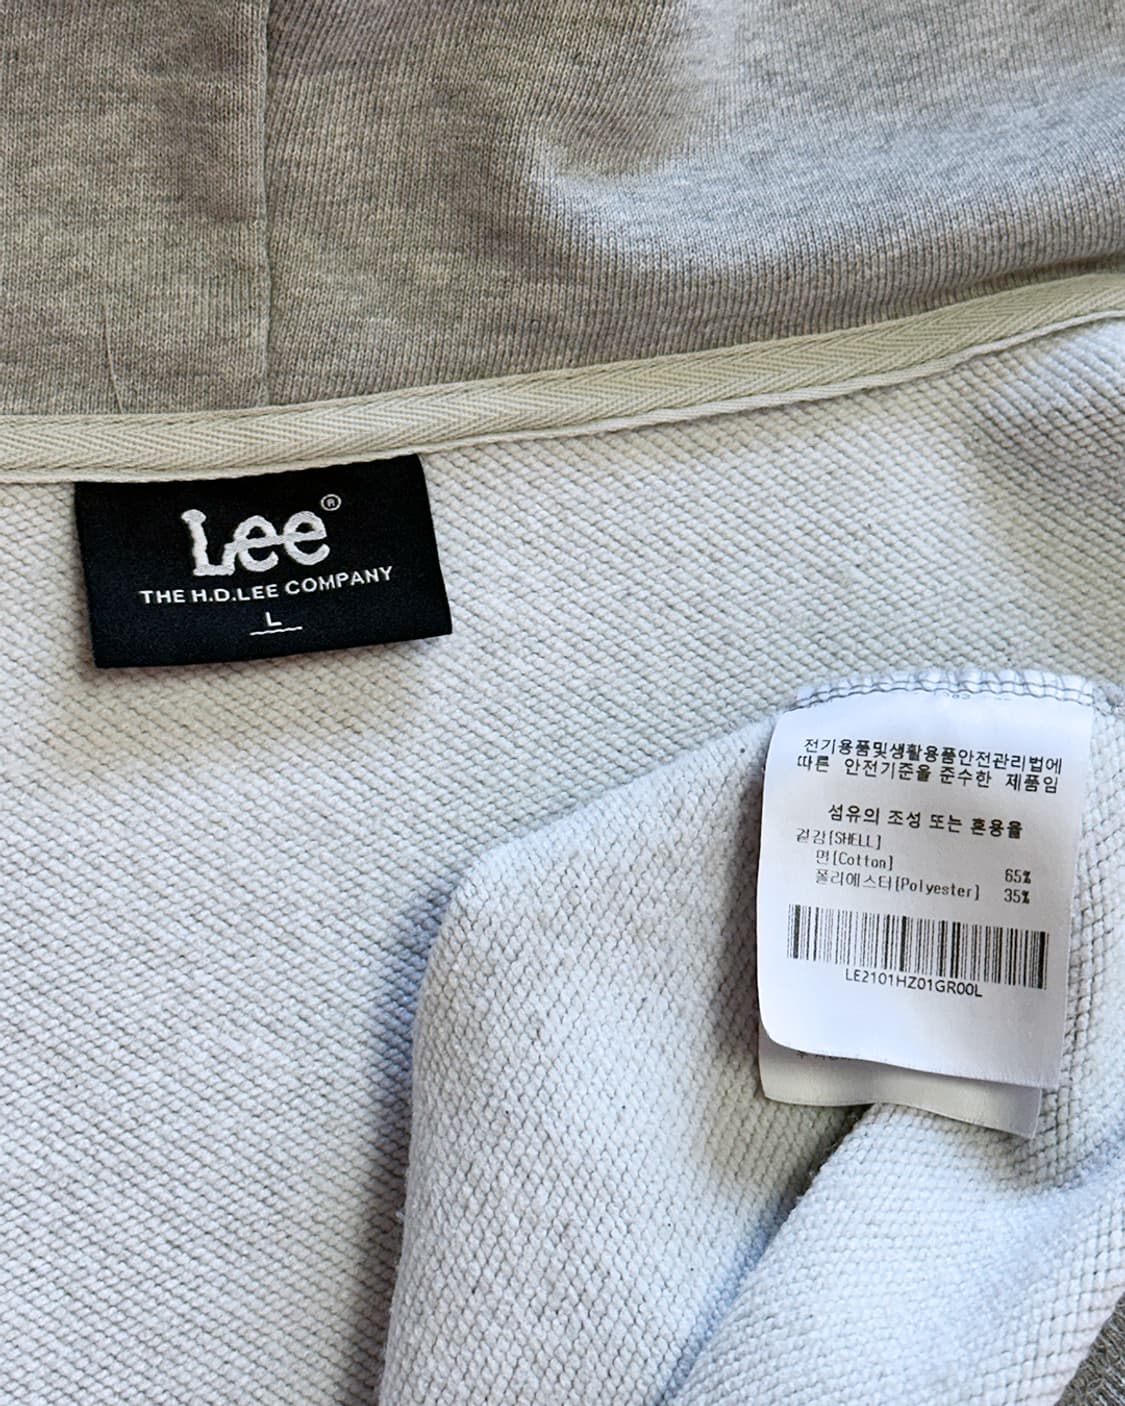 Lee®
THE H.D.LEE COMPANY
L
전기용품및생활용품안전관리법에
따른 안전기준을 준수한 제품임
섬유의 조성 또는 혼용율
겉감[SHELL]
면[Cotton] 65%
폴리에스터[Polyester] 35%
LE2101HZ01GR00L